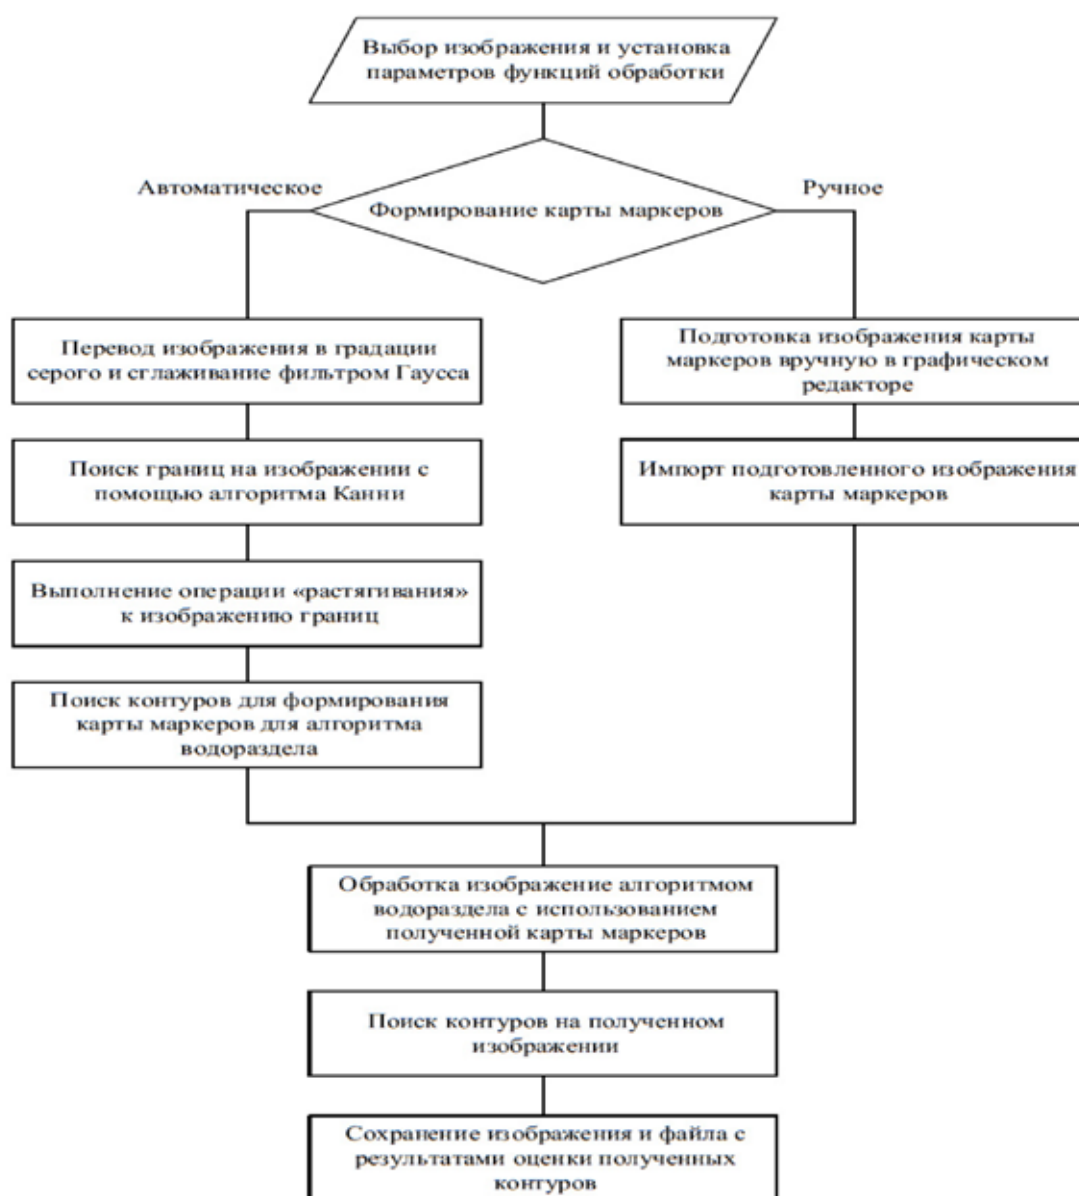 Выбор изображения и установка
параметров функций обработки
Автоматическое
Ручное
Формирование карты маркеров
Перевод изображения в градации
серого и сглаживание фильтром Гаусса
Поиск границ на изображении с
помощью алгоритма Канни
Выполнение операции «растягивания»
к изображению границ
Поиск контуров для формирования
карты маркеров для алгоритма
водораздела
Подготовка изображения карты
маркеров вручную в графическом
редакторе
Импорт подготовленного изображения
карты маркеров
Обработка изображение алгоритмом
водораздела с использованием
полученной карты маркеров
Поиск контуров на полученном
изображении
Сохранение изображения и файла с
результатами оценки полученных
контуров